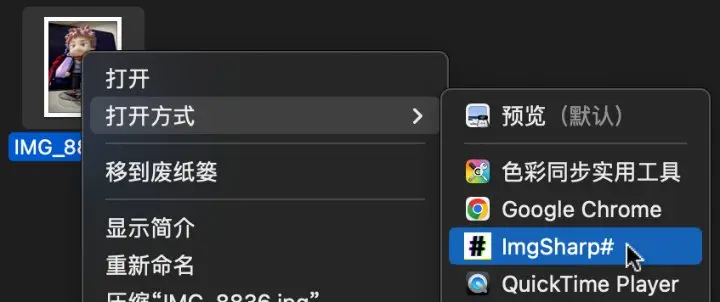 IMG_88
打开
打开方式
移到废纸篓
显示简介
重新命名
压缩“IMG_8836.jpg”
预览（默认）
色彩同步实用工具
Google Chrome
ImgSharp#
QuickTime Player